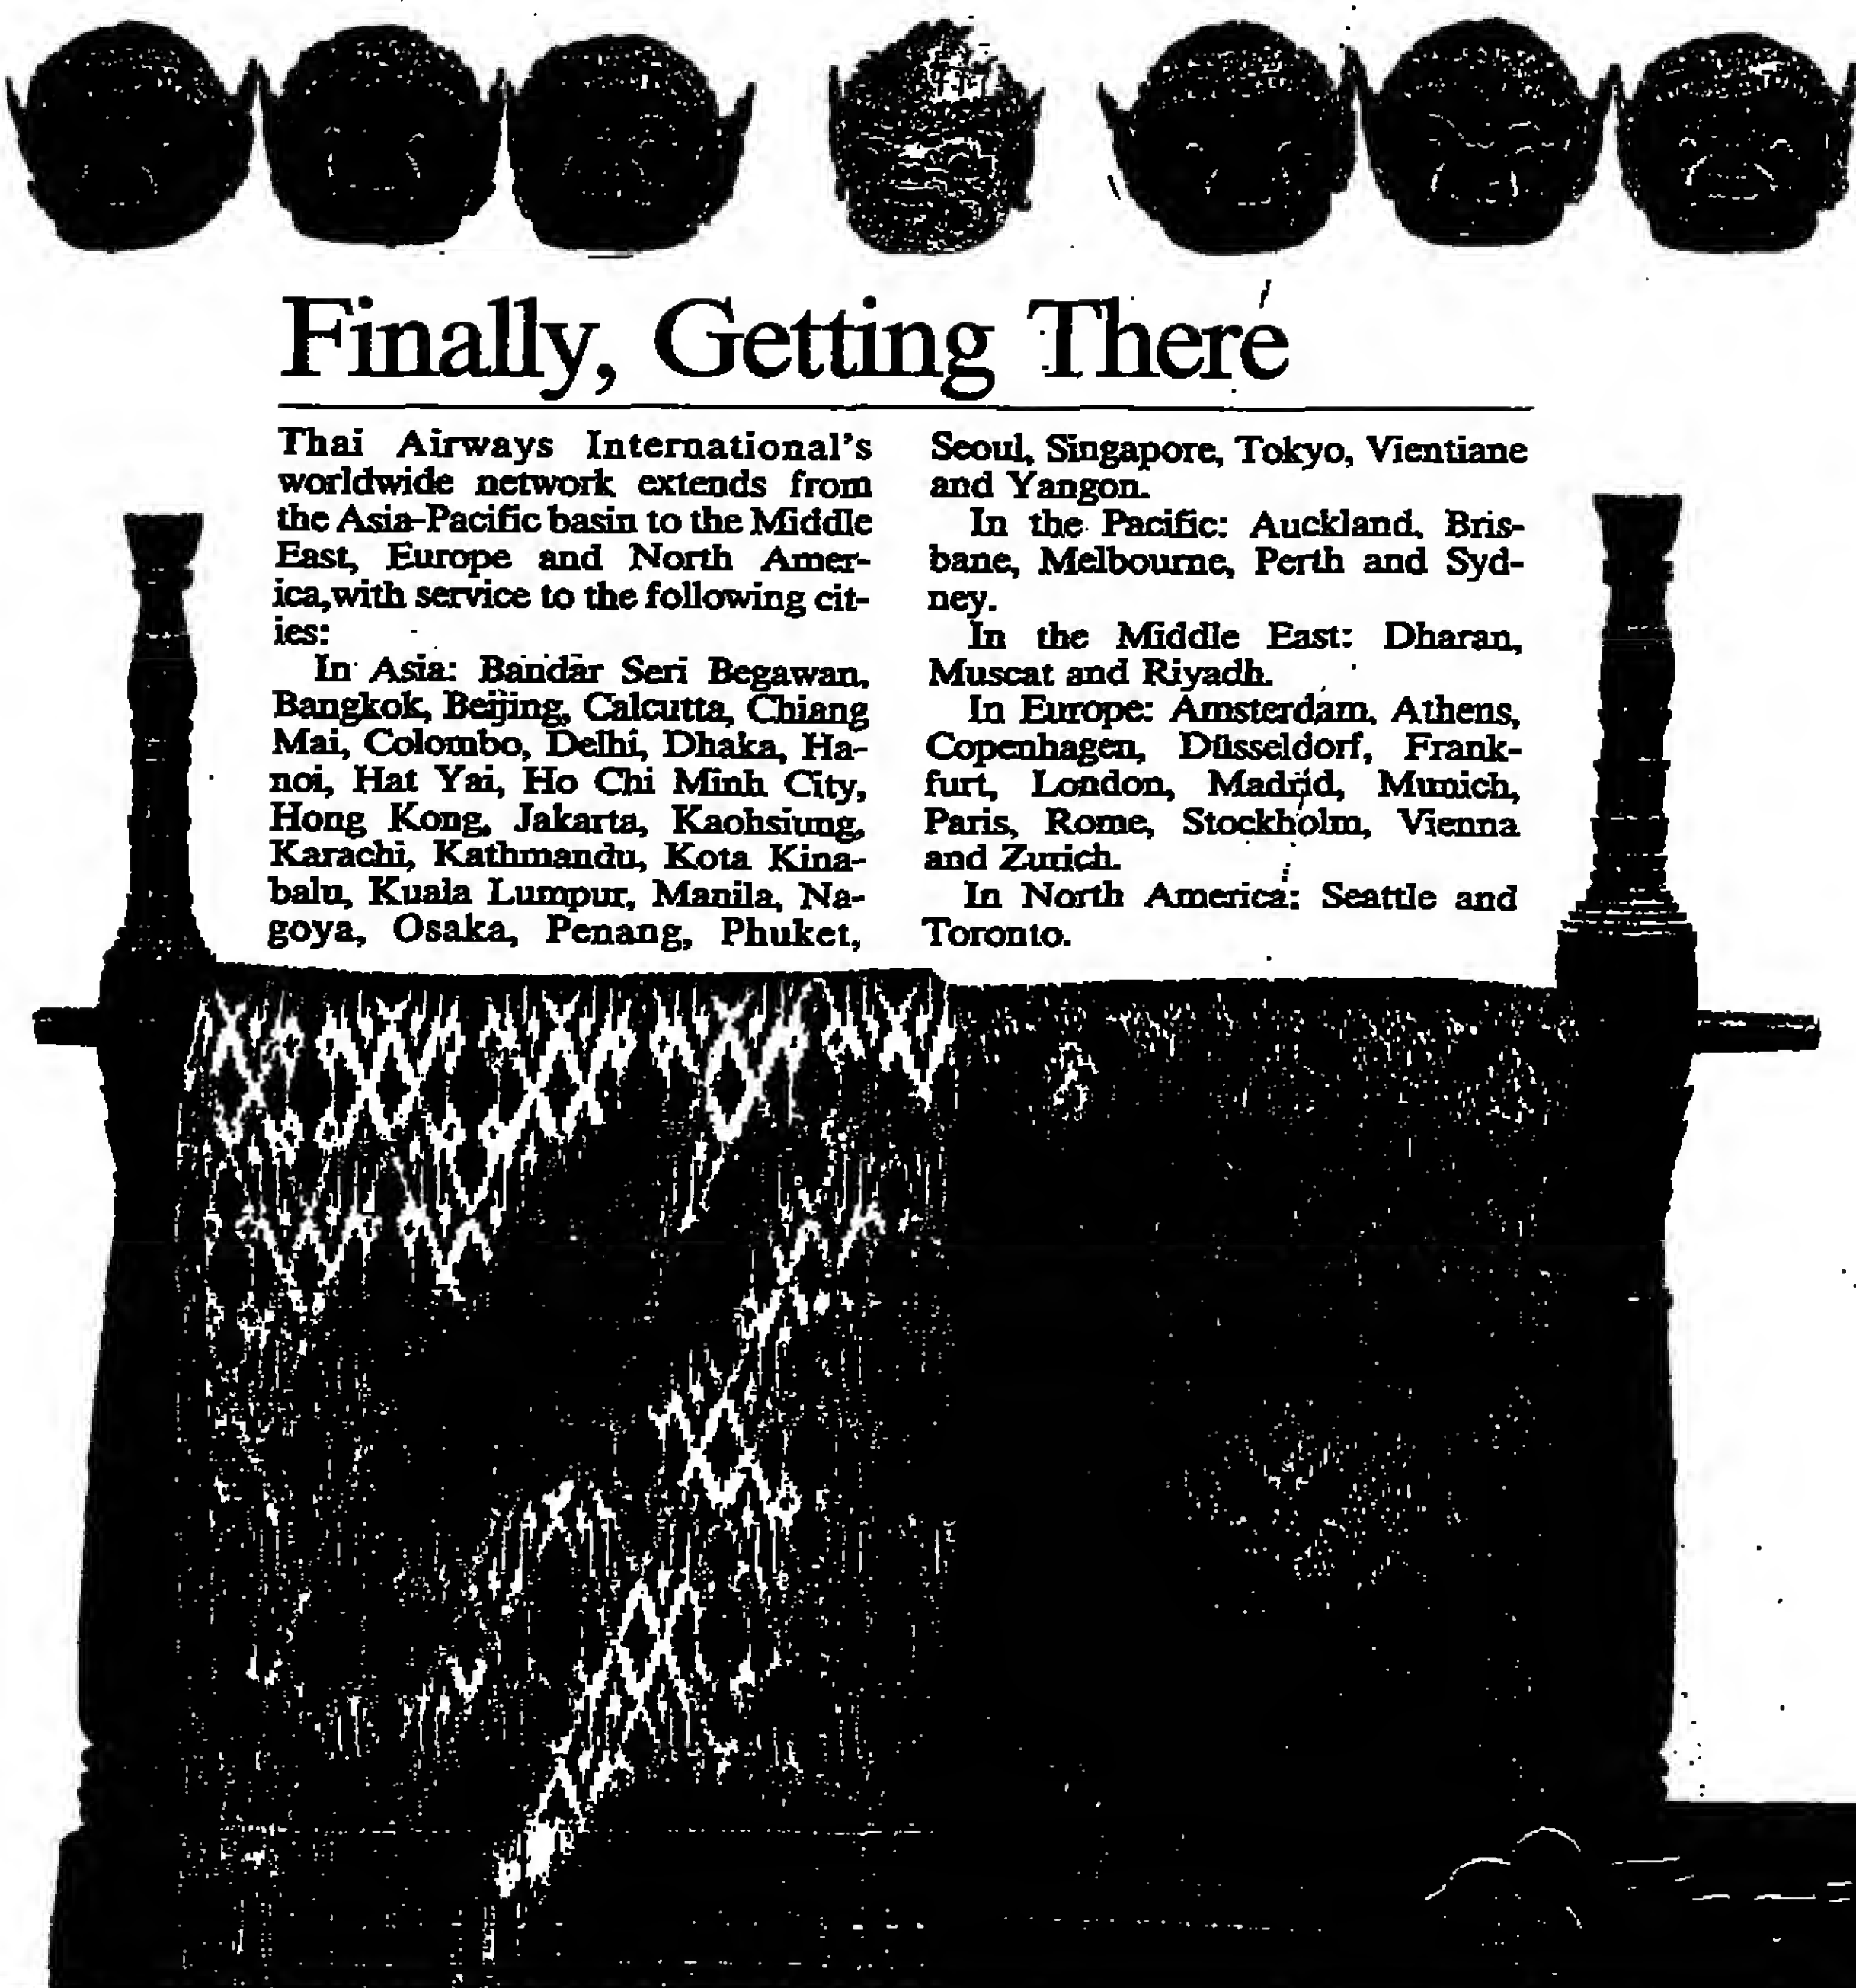 Finally, Getting There
Thai Airways International's
worldwide network extends from
the Asia-Pacific basin to the Middle
East, Europe and North Amer-
ica,with service to the following cit-
ies:
In Asia: Bandar Seri Begawan,
Bangkok, Beijing, Calcutta, Chiang
Mai, Colombo, Delhi, Dhaka, Ha-
noi, Hat Yai, Ho Chi Minh City,
Hong Kong, Jakarta, Kaohsiung,
Karachi, Kathmandu, Kota Kina-
balu, Kuala Lumpur, Manila, Na-
goya, Osaka, Penang, Phuket,
Seoul, Singapore, Tokyo, Vientiane
and Yangon.
In the Pacific: Auckland, Bris-
bane, Melbourne, Perth and Syd-
ney.
In the Middle East: Dharan,
Muscat and Riyadh.
In Europe: Amsterdam, Athens,
Copenhagen, Düsseldorf, Frank-
furt, London, Madrid, Munich,
Paris, Rome, Stockholm, Vienna
and Zurich.
In North America: Seattle and
Toronto.